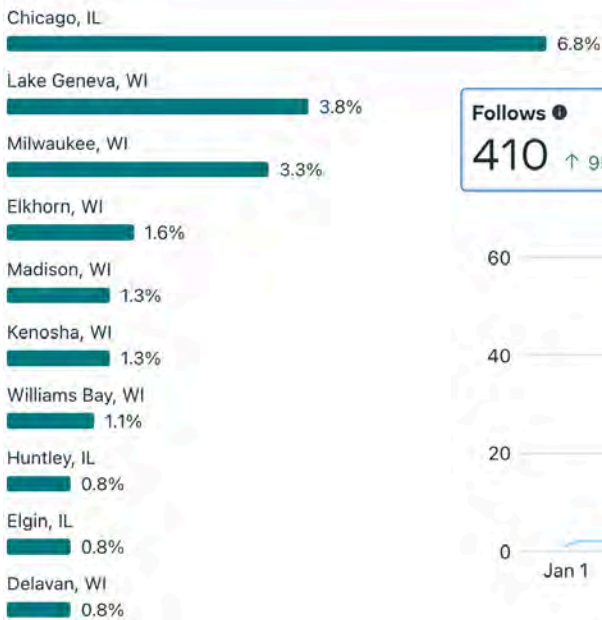 Chicago, IL
6.8%
Lake Geneva, WI
3.8%
Milwaukee, WI
3.3%
Elkhorn, WI
1.6%
Madison, WI
1.3%
Kenosha, WI
1.3%
Williams Bay, WI
1.1%
Huntley, IL
0.8%
Elgin, IL
0.8%
Delavan, WI
0.8%
Follows
410 ↑
60
40
20
0
Jan 1